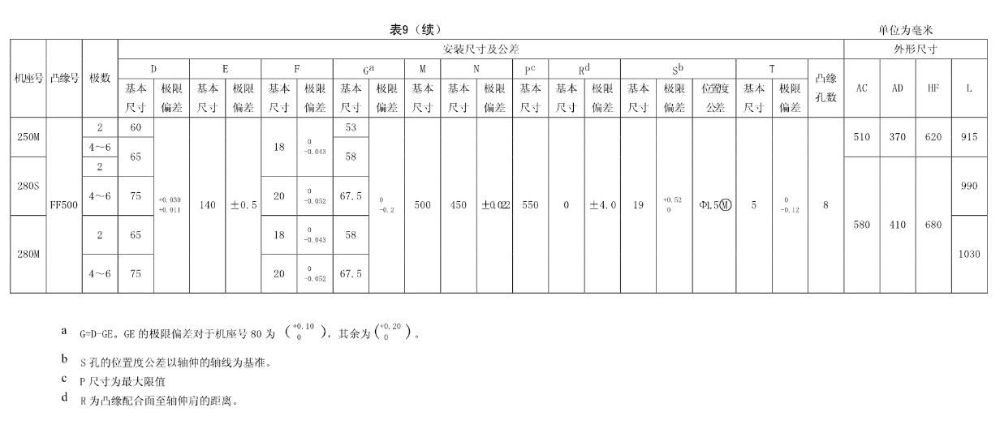 表9（续）　单位为毫米
机座号 凸缘号 极数 安装尺寸及公差 外形尺寸
D E F Gᵃ M N Pᶜ Rᵈ Sᵇ T 凸缘孔数 AC AD HF L
基本尺寸 极限偏差 基本尺寸 极限偏差 基本尺寸 极限偏差 基本尺寸 极限偏差 基本尺寸 基本尺寸 极限偏差 基本尺寸 基本尺寸 极限偏差 基本尺寸 极限偏差 位置度公差 基本尺寸 极限偏差
250M 2 60 18 0 -0.043 53 510 370 620 915
4～6 65 58
280S 2
4～6 75 20 0 -0.052 67.5 990
FF500 +0.030 +0.011 140 ±0.5 0 -0.2 500 450 ±0.022 550 0 ±4.0 19 +0.52 0 Φ1.5Ⓜ 5 0 -0.12 8
580 410 680
280M 2 65 18 0 -0.043 58 1030
4～6 75 20 0 -0.052 67.5
a G=D-GE。GE的极限偏差对于机座号80为（+0.10 0），其余为（+0.20 0）。
b S孔的位置度公差以轴伸的轴线为基准。
c P尺寸为最大限值
d R为凸缘配合面至轴伸肩的距离。